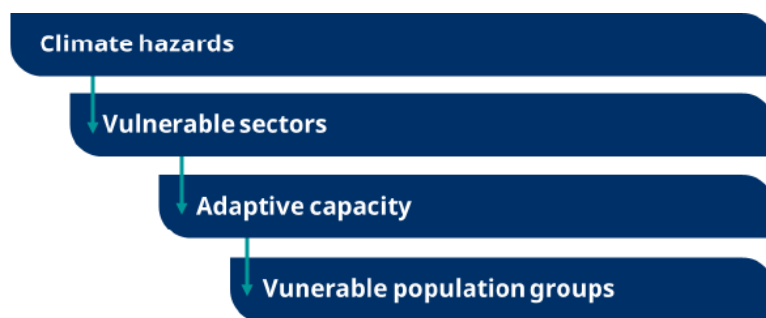 Climate hazards
Vulnerable sectors
Adaptive capacity
Vunerable population groups